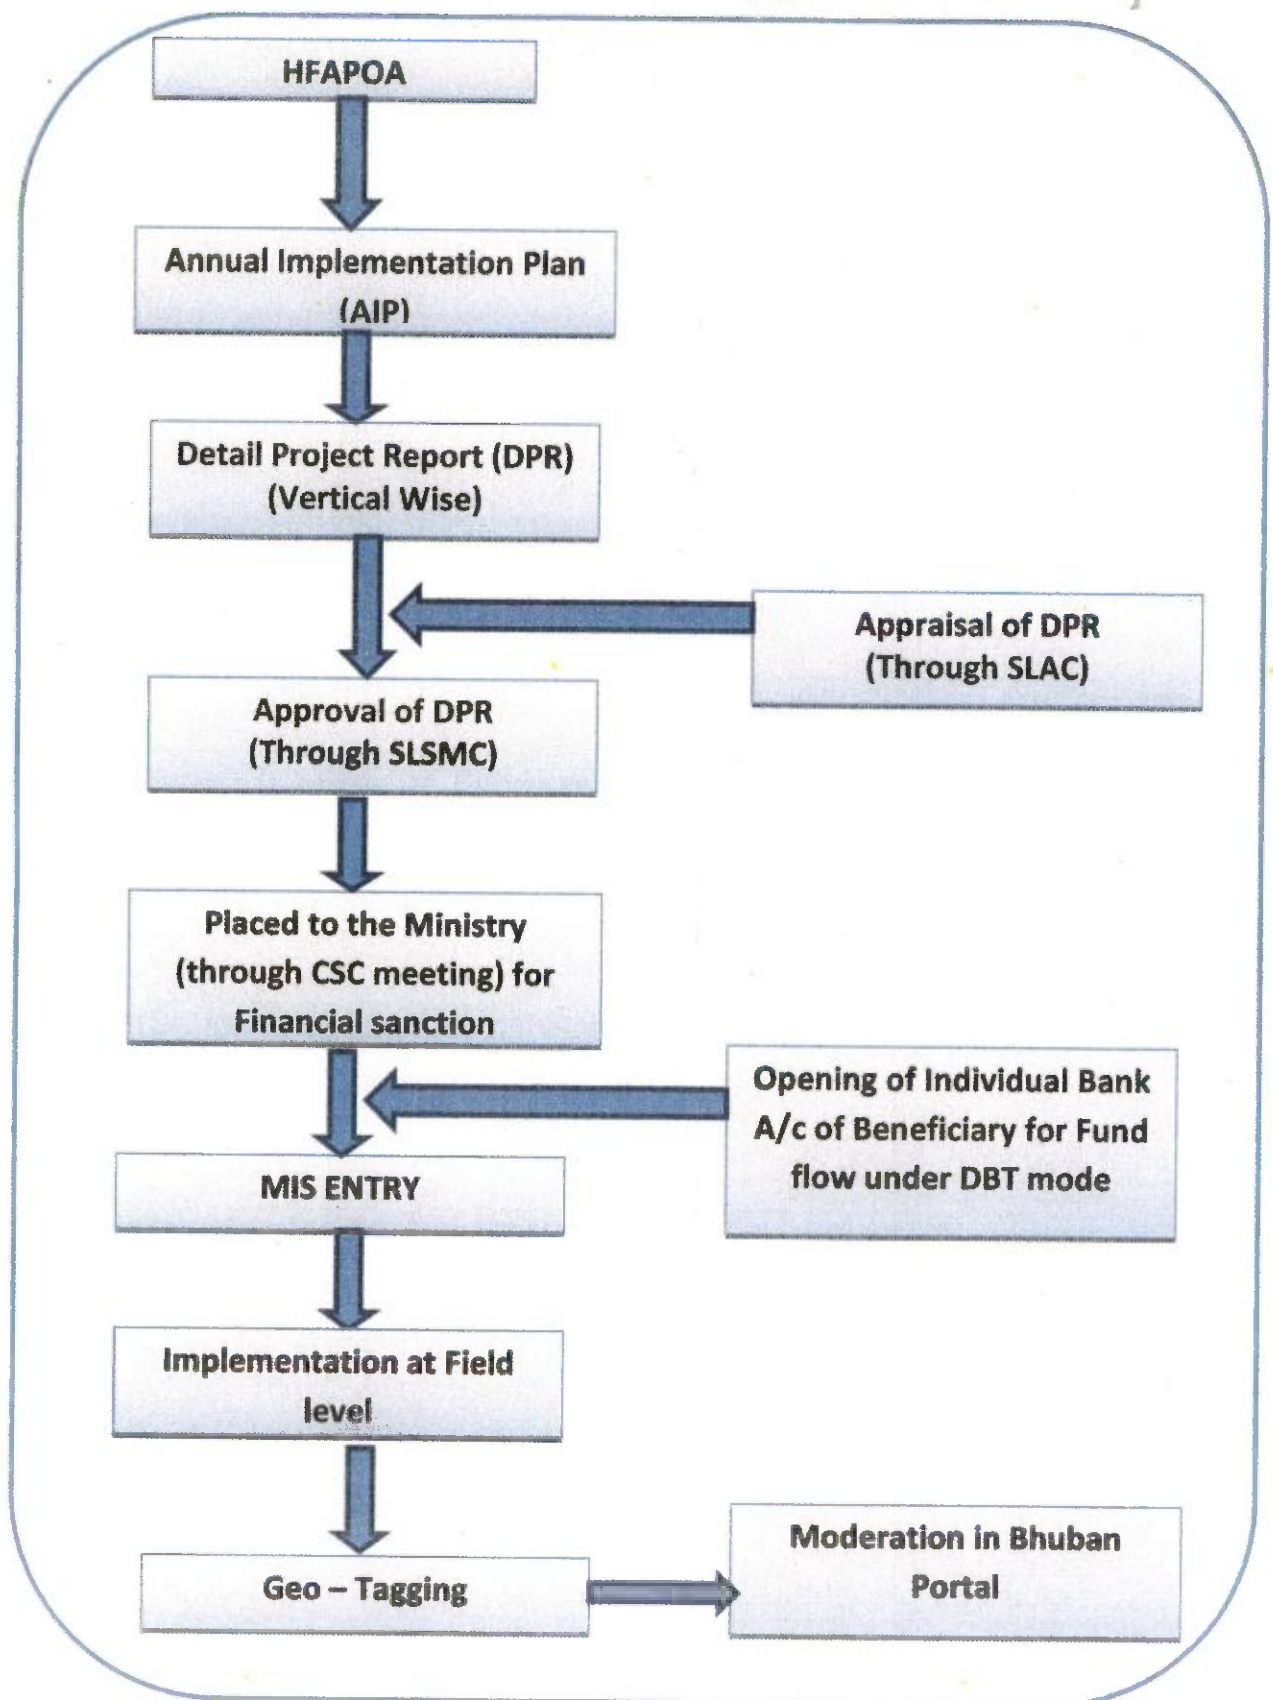 HFAPOA
Annual Implementation Plan
(AIP)
Detail Project Report (DPR)
(Vertical Wise)
Appraisal of DPR
(Through SLAC)
Approval of DPR
(Through SLSMC)
Placed to the Ministry
(through CSC meeting) for
Financial sanction
Opening of Individual Bank
A/c of Beneficiary for Fund
flow under DBT mode
MIS ENTRY
Implementation at Field
level
Geo – Tagging
Moderation in Bhuban
Portal